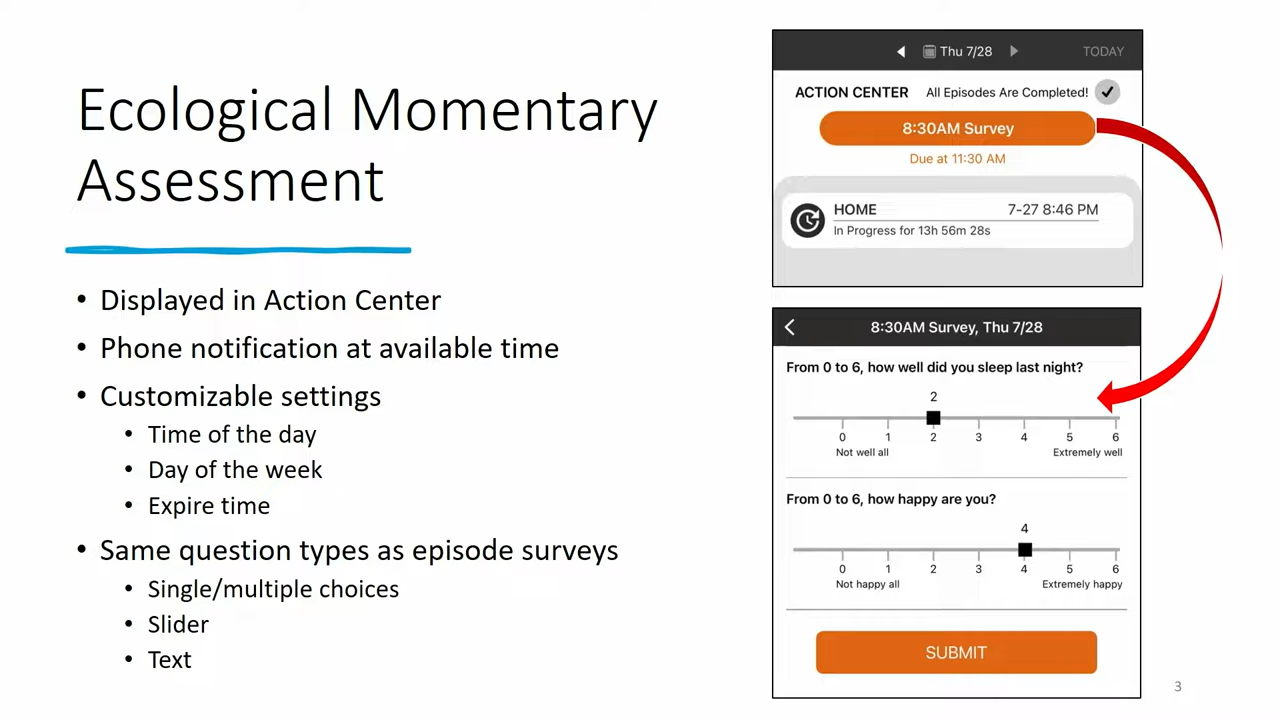 Ecological Momentary
Assessment
• Displayed in Action Center
• Phone notification at available time
• Customizable settings
• Time of the day
• Day of the week
• Expire time
• Same question types as episode surveys
• Single/multiple choices
• Slider
• Text
Thu 7/28 TODAY
ACTION CENTER All Episodes Are Completed!
8:30AM Survey
Due at 11:30 AM
HOME 7-27 8:46 PM
In Progress for 13h 56m 28s
8:30AM Survey, Thu 7/28
From 0 to 6, how well did you sleep last night?
2
0 1 2 3 4 5 6
Not well all Extremely well
From 0 to 6, how happy are you?
4
0 1 2 3 4 5 6
Not happy all Extremely happy
SUBMIT
3